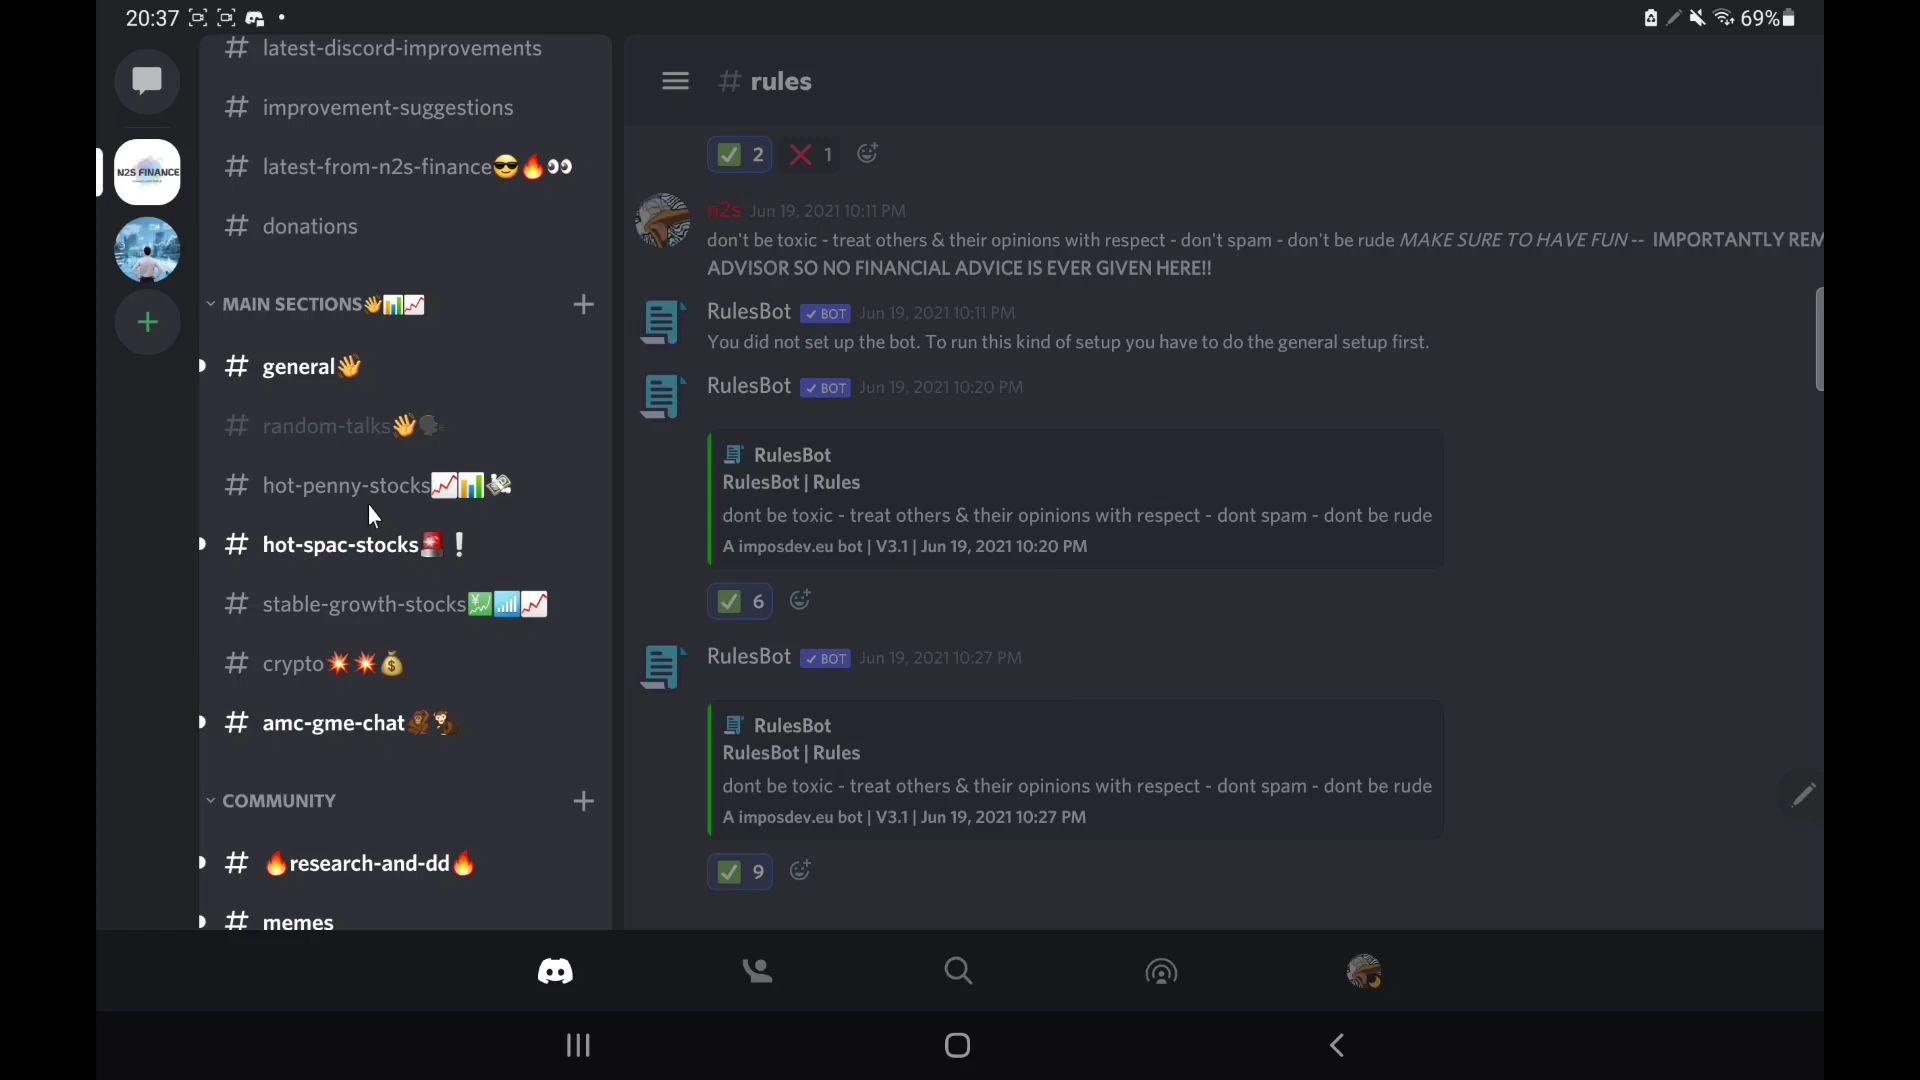 20:37
69%
# latest-discord-improvements
# improvement-suggestions
# latest-from-n2s-finance😎🔥👀
# donations
N2S FINANCE
MAIN SECTIONS👋📊📈 +
# general👋
# random-talks👋🗣
# hot-penny-stocks📈📊💸
# hot-spac-stocks🚨❕
# stable-growth-stocks💹📶📈
# crypto💥💥💰
# amc-gme-chat🦧🐒
COMMUNITY +
# 🔥research-and-dd🔥
# memes
# rules
✅ 2 ❌ 1
n2s Jun 19, 2021 10:11 PM
don't be toxic - treat others & their opinions with respect - don't spam - don't be rude MAKE SURE TO HAVE FUN -- IMPORTANTLY REM
ADVISOR SO NO FINANCIAL ADVICE IS EVER GIVEN HERE!!
RulesBot ✓ BOT Jun 19, 2021 10:11 PM
You did not set up the bot. To run this kind of setup you have to do the general setup first.
RulesBot ✓ BOT Jun 19, 2021 10:20 PM
RulesBot
RulesBot | Rules
dont be toxic - treat others & their opinions with respect - dont spam - dont be rude
A imposdev.eu bot | V3.1 | Jun 19, 2021 10:20 PM
✅ 6
RulesBot ✓ BOT Jun 19, 2021 10:27 PM
RulesBot
RulesBot | Rules
dont be toxic - treat others & their opinions with respect - dont spam - dont be rude
A imposdev.eu bot | V3.1 | Jun 19, 2021 10:27 PM
✅ 9